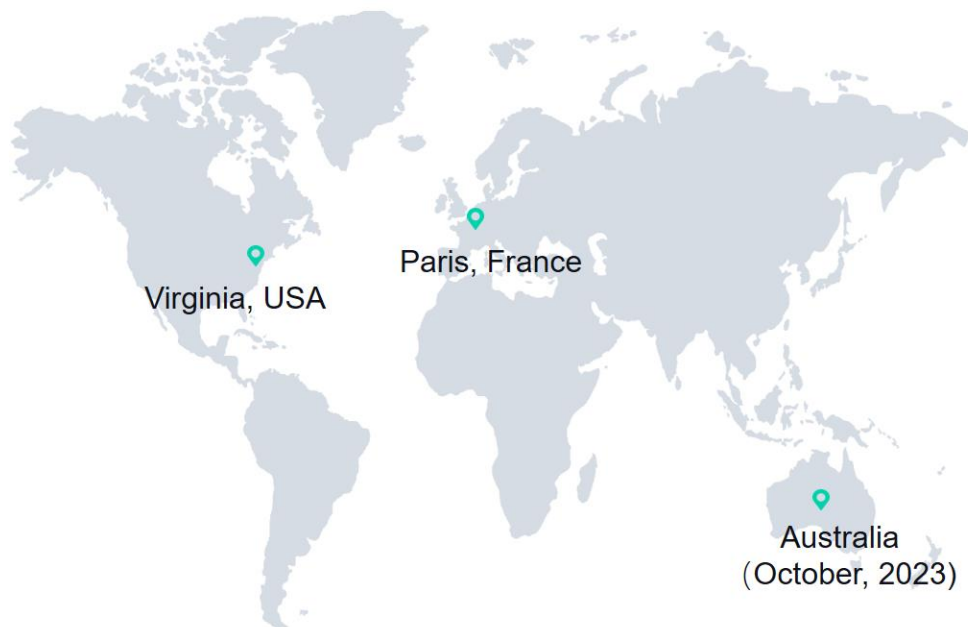 Paris, France
Virginia, USA
Australia
（October, 2023)